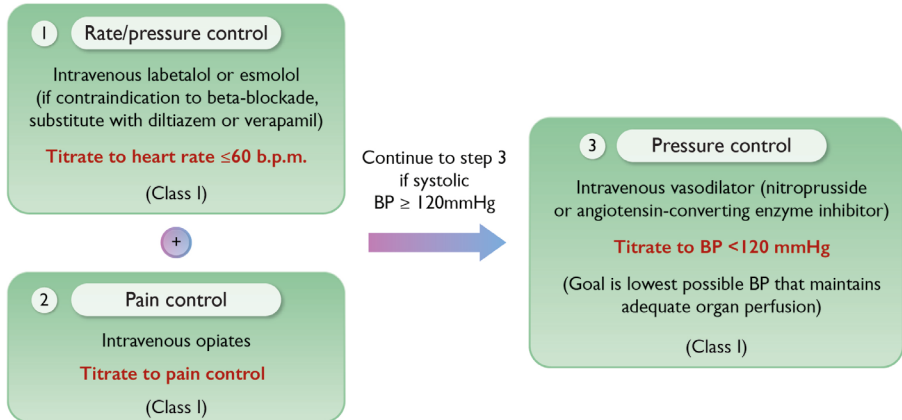 1 Rate/pressure control
Intravenous labetalol or esmolol
(if contraindication to beta-blockade,
substitute with diltiazem or verapamil)
Titrate to heart rate ≤60 b.p.m.
(Class I)
+
2 Pain control
Intravenous opiates
Titrate to pain control
(Class I)
Continue to step 3
if systolic
BP ≥ 120mmHg
3 Pressure control
Intravenous vasodilator (nitroprusside
or angiotensin-converting enzyme inhibitor)
Titrate to BP <120 mmHg
(Goal is lowest possible BP that maintains
adequate organ perfusion)
(Class I)